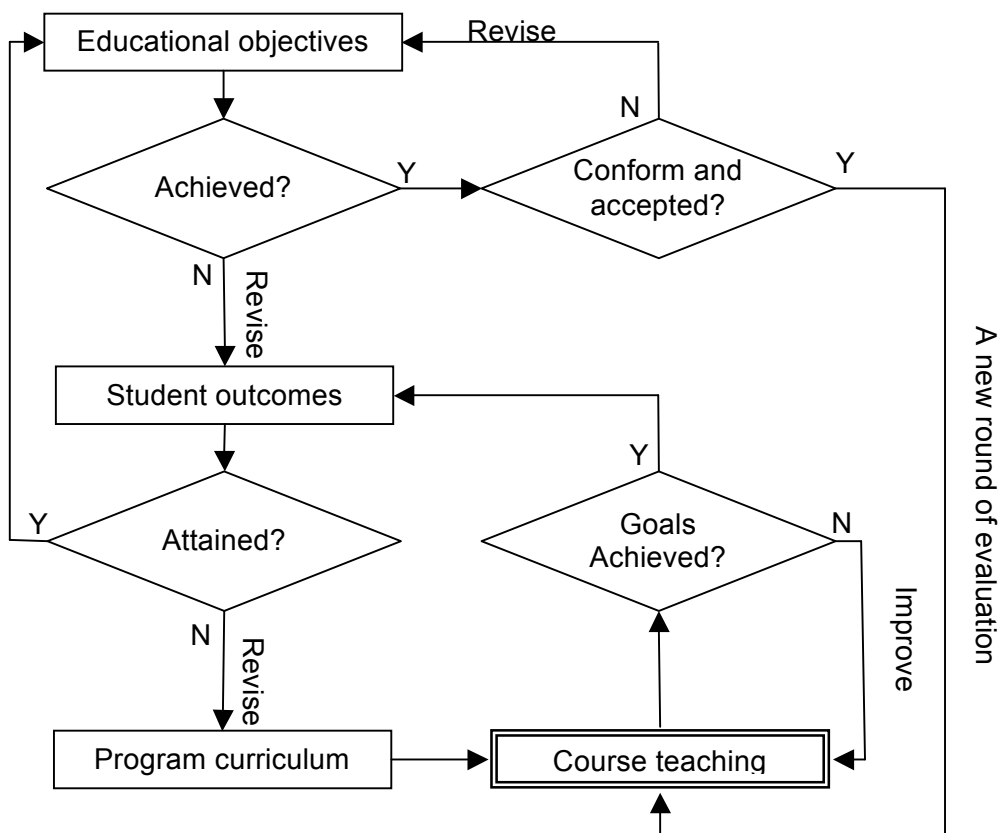 Educational objectives
Revise
N
Achieved?
Y
Conform and
accepted?
Y
N
Revise
Student outcomes
Y
Attained?
Y
Goals
Achieved?
N
N
Revise
Improve
A new round of evaluation
Program curriculum
Course teaching